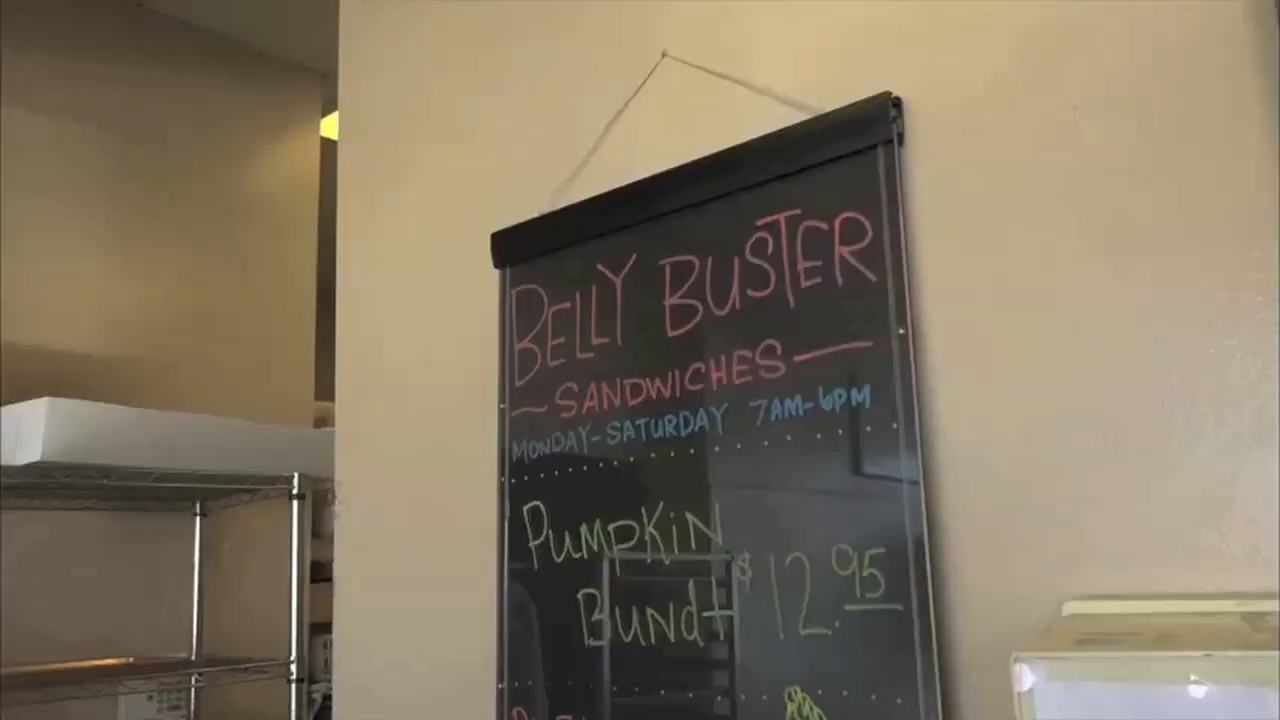 BELLY BUSTER
~ SANDWICHES —
MONDAY-SATURDAY 7AM-6PM
PUMPKIN
BUNDt $12.95